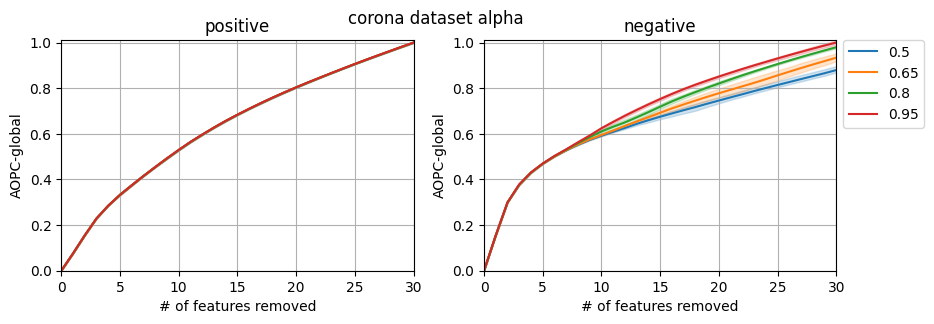 corona dataset alpha
positive
AOPC-global
1.0
0.8
0.6
0.4
0.2
0.0
0 5 10 15 20 25 30
# of features removed
negative
AOPC-global
1.0
0.8
0.6
0.4
0.2
0.0
0 5 10 15 20 25 30
# of features removed
0.5
0.65
0.8
0.95